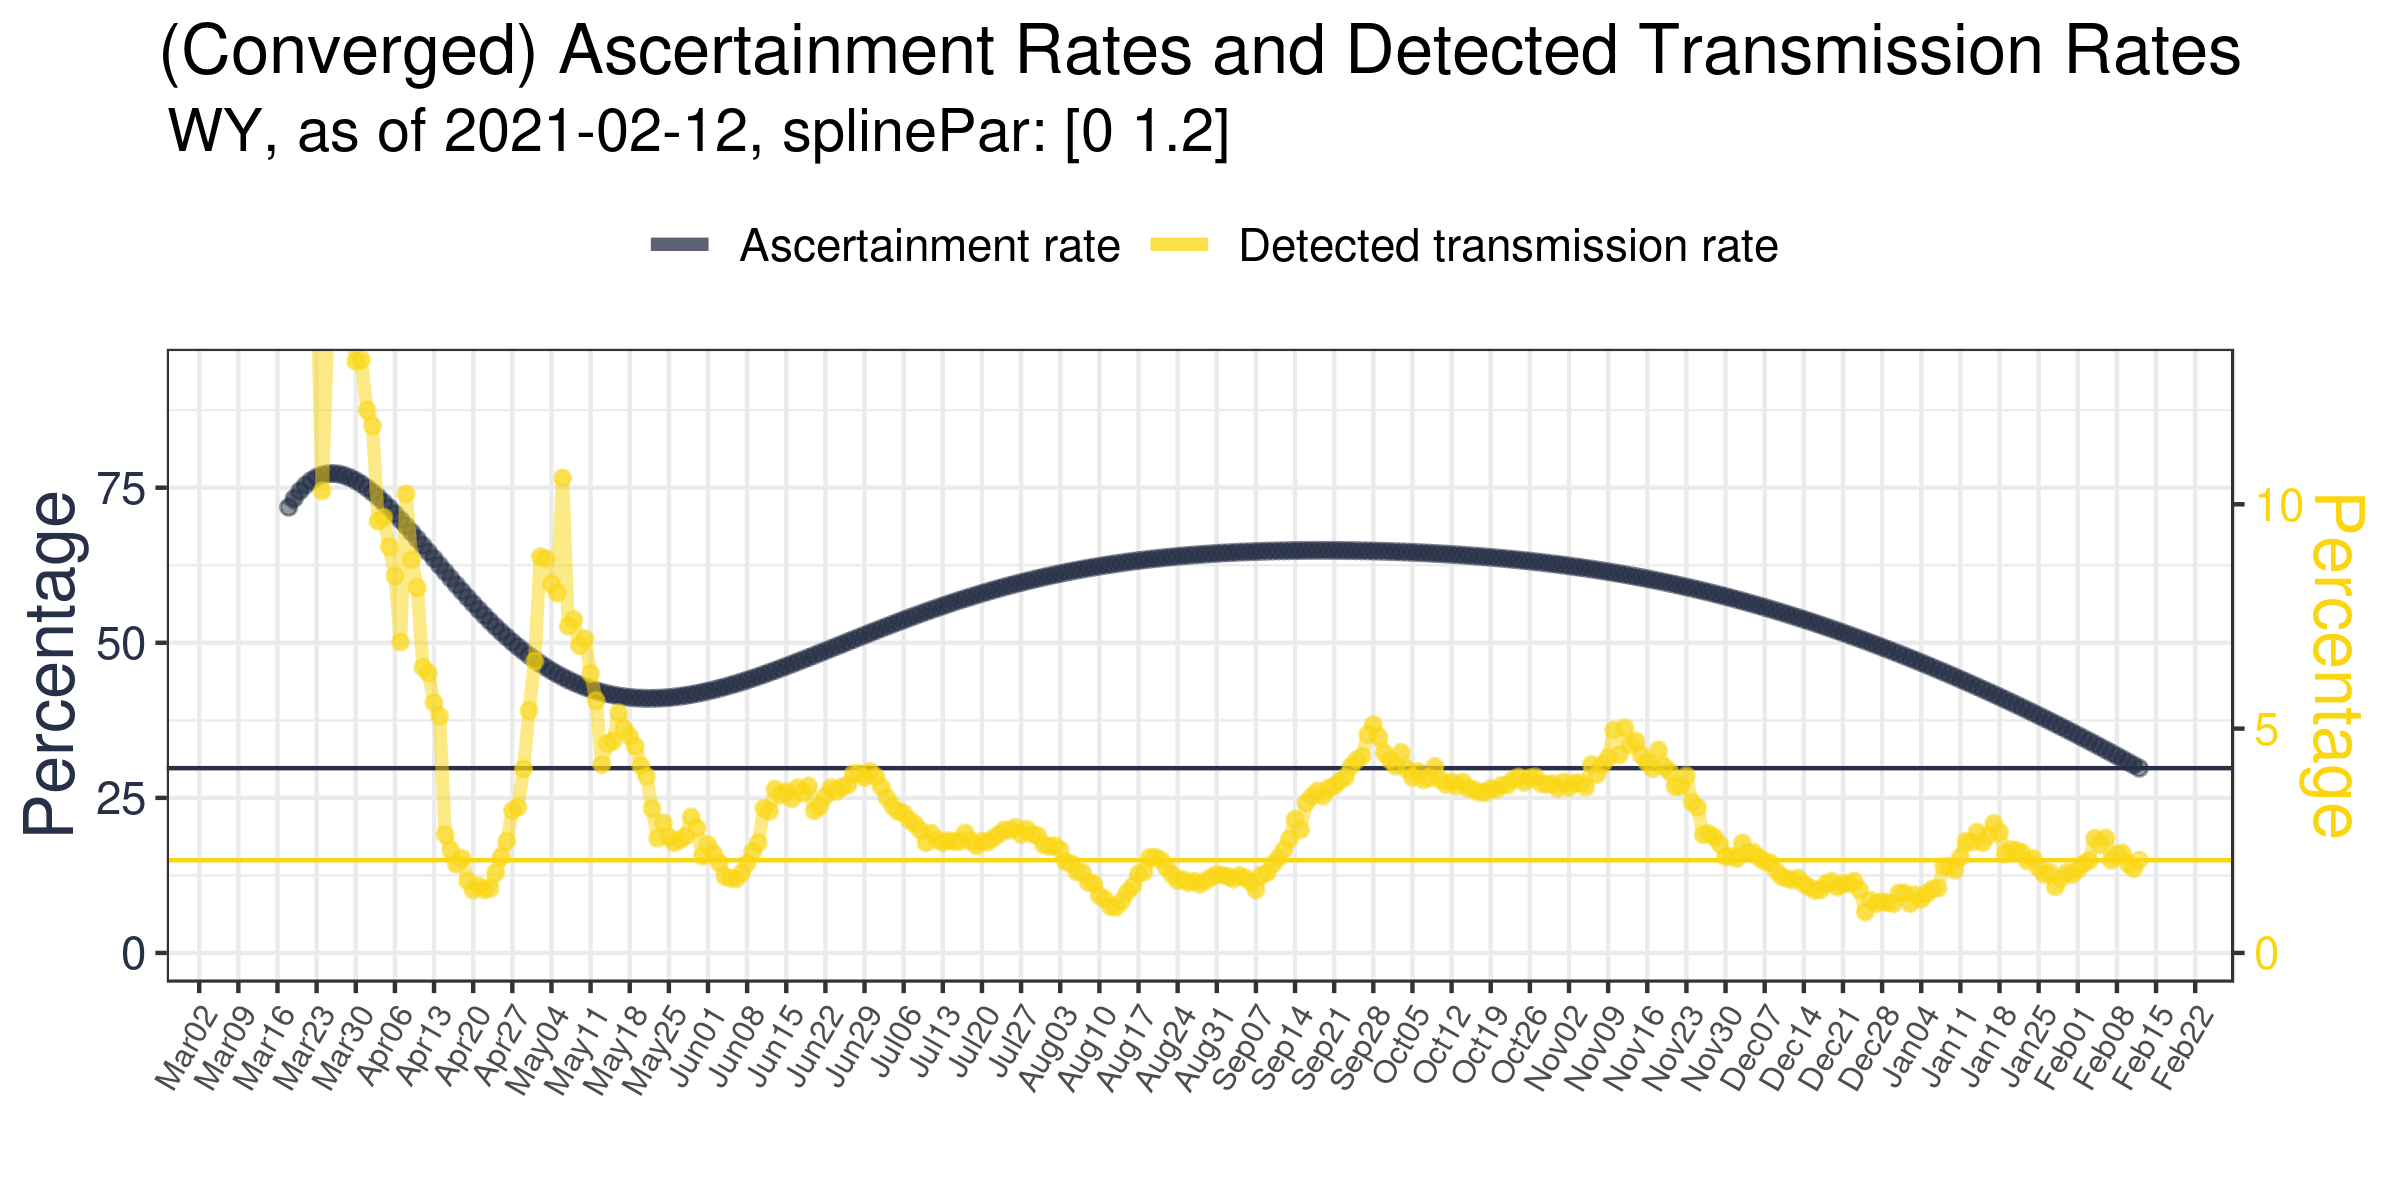 (Converged) Ascertainment Rates and Detected Transmission Rates
WY, as of 2021-02-12, splinePar: [0 1.2]
Ascertainment rate Detected transmission rate
Percentage
75
50
25
0
10
5
0
Percentage
Mar02 Mar09 Mar16 Mar23 Mar30 Apr06 Apr13 Apr20 Apr27 May04 May11 May18 May25 Jun01 Jun08 Jun15 Jun22 Jun29 Jul06 Jul13 Jul20 Jul27 Aug03 Aug10 Aug17 Aug24 Aug31 Sep07 Sep14 Sep21 Sep28 Oct05 Oct12 Oct19 Oct26 Nov02 Nov09 Nov16 Nov23 Nov30 Dec07 Dec14 Dec21 Dec28 Jan04 Jan11 Jan18 Jan25 Feb01 Feb08 Feb15 Feb22